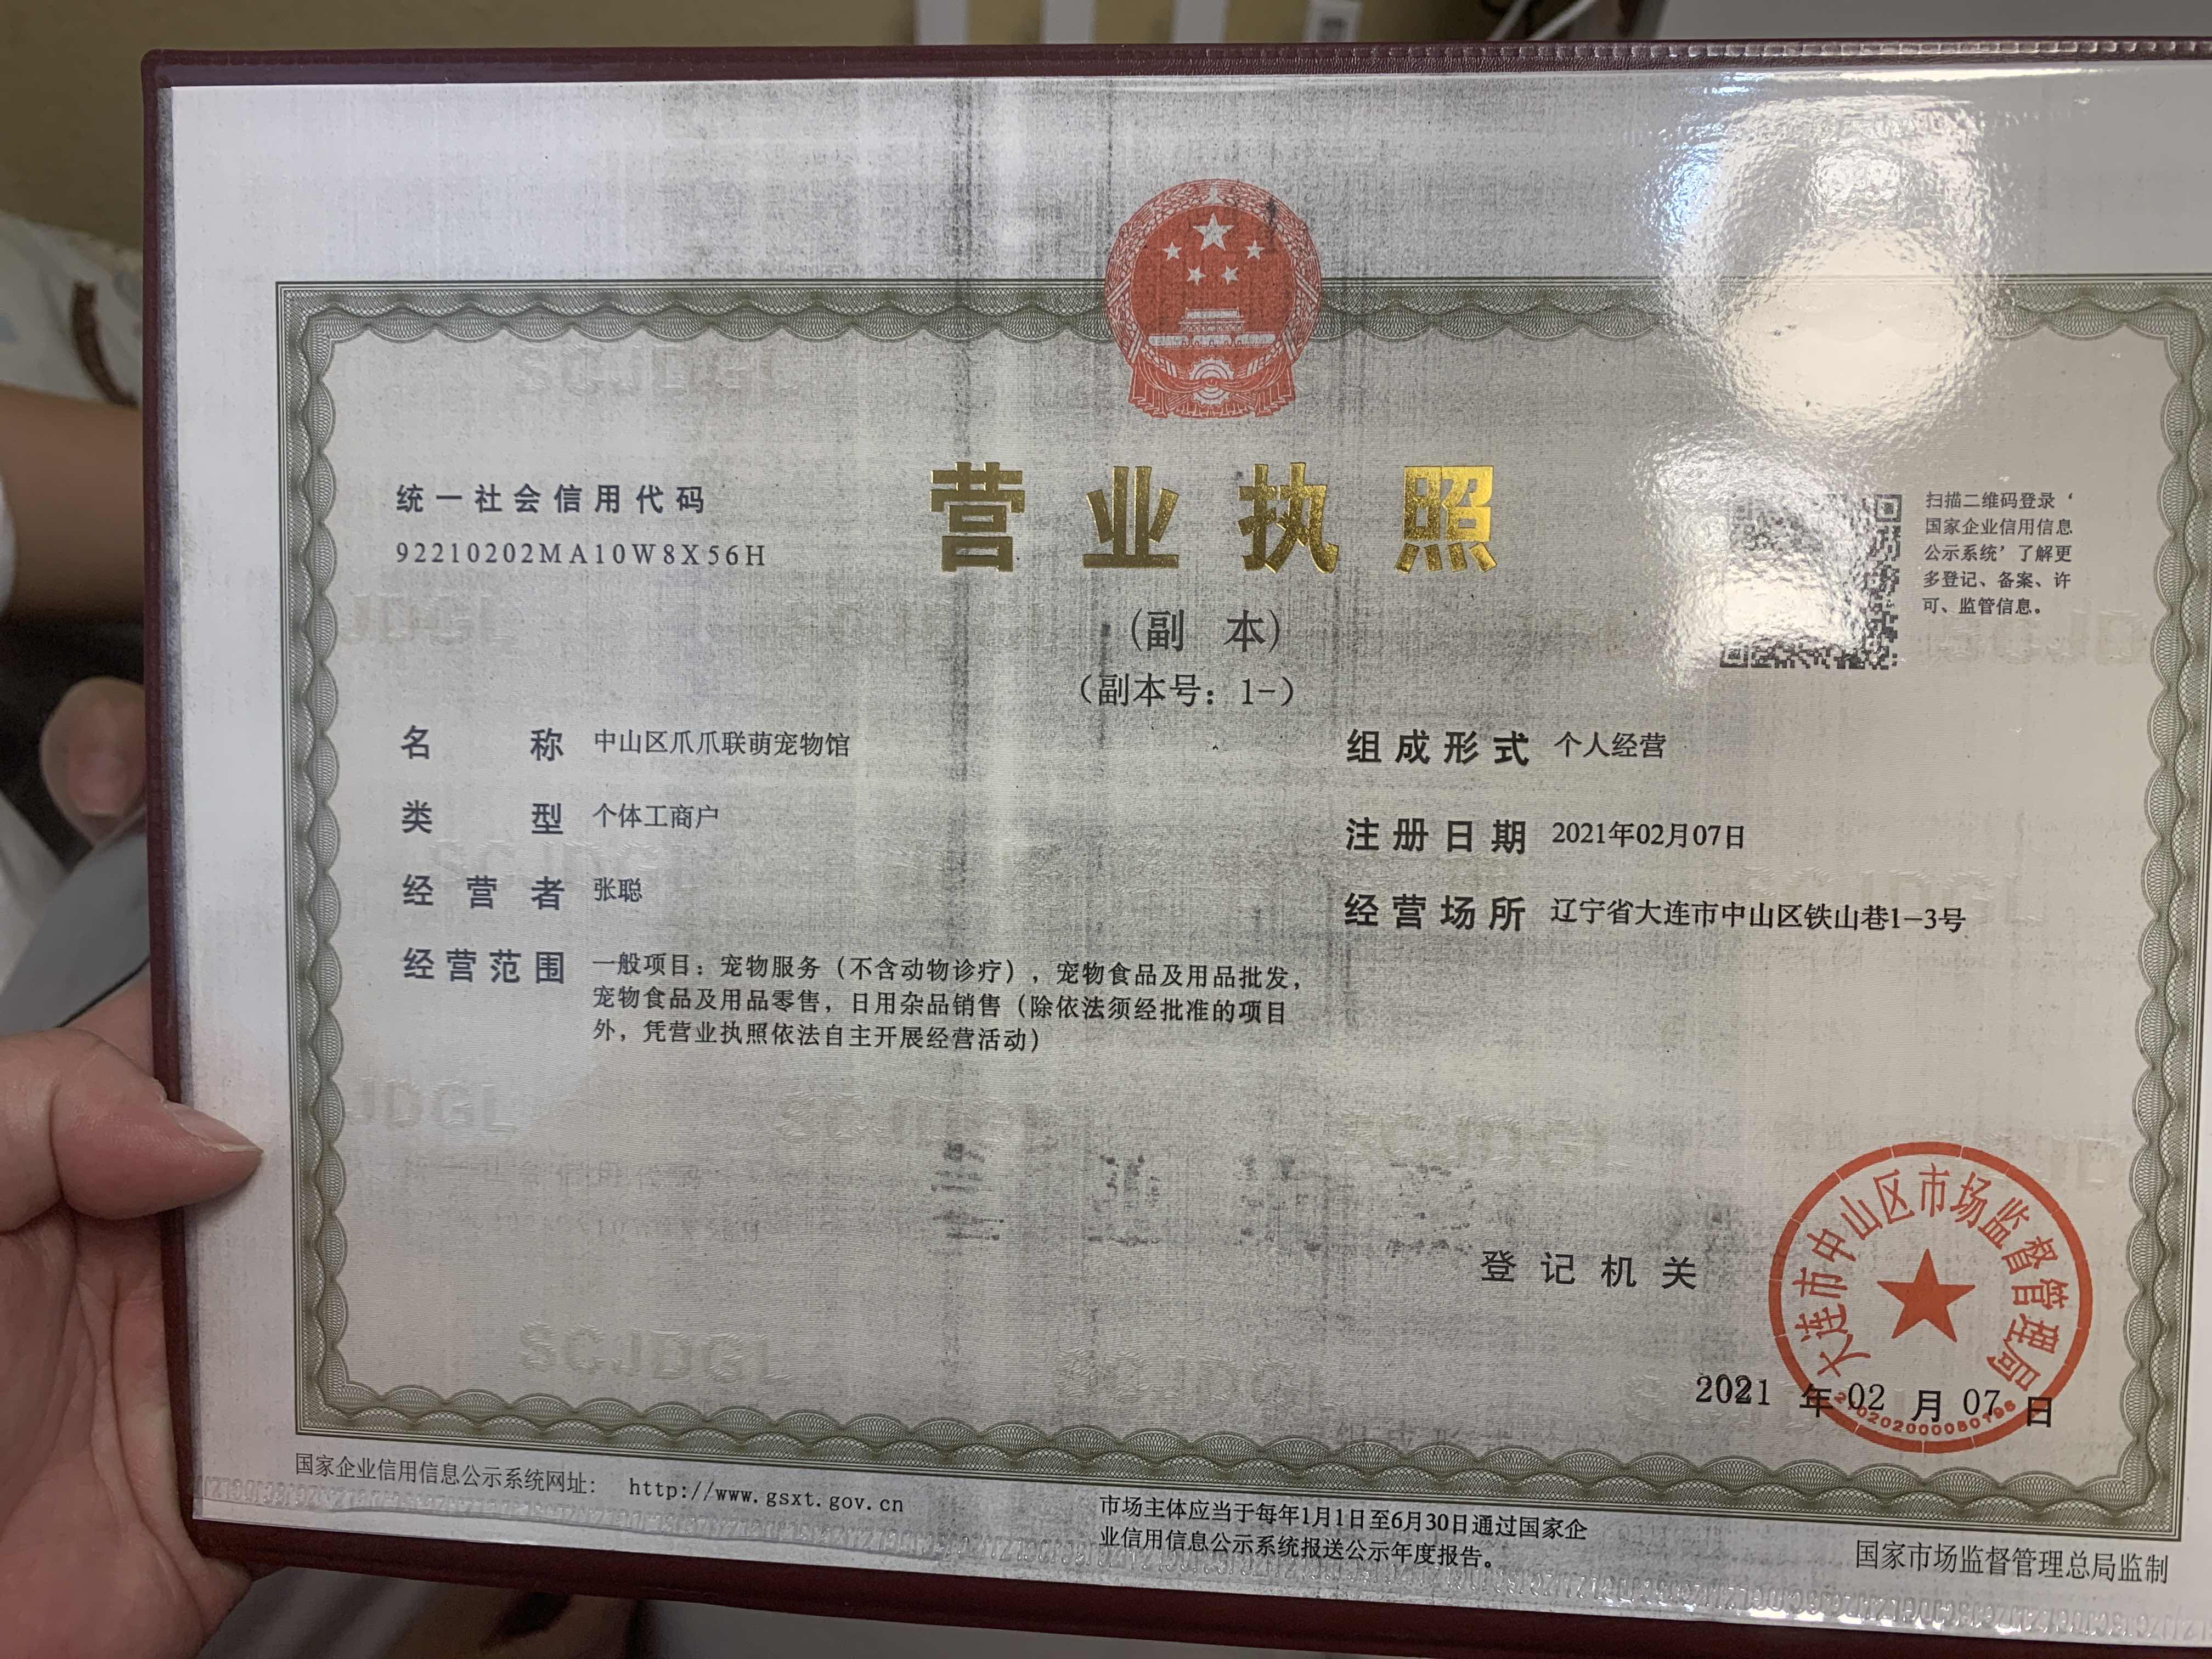 统一社会信用代码
92210202MA10W8X56H
营业执照
(副 本)
（副本号：1-）
扫描二维码登录‘
国家企业信用信息
公示系统’了解更
多登记、备案、许
可、监管信息。
名 称 中山区爪爪联萌宠物馆
类 型 个体工商户
经 营 者 张聪
经营范围 一般项目：宠物服务（不含动物诊疗），宠物食品及用品批发，
宠物食品及用品零售，日用杂品销售（除依法须经批准的项目
外，凭营业执照依法自主开展经营活动）
组成形式 个人经营
注册日期 2021年02月07日
经营场所 辽宁省大连市中山区铁山巷1-3号
登记机关
大连市中山区市场监督管理局
2021 年 02 月 07 日
国家企业信用信息公示系统网址： http://www.gsxt.gov.cn
市场主体应当于每年1月1日至6月30日通过国家企
业信用信息公示系统报送公示年度报告。
国家市场监督管理总局监制
SCJDGL